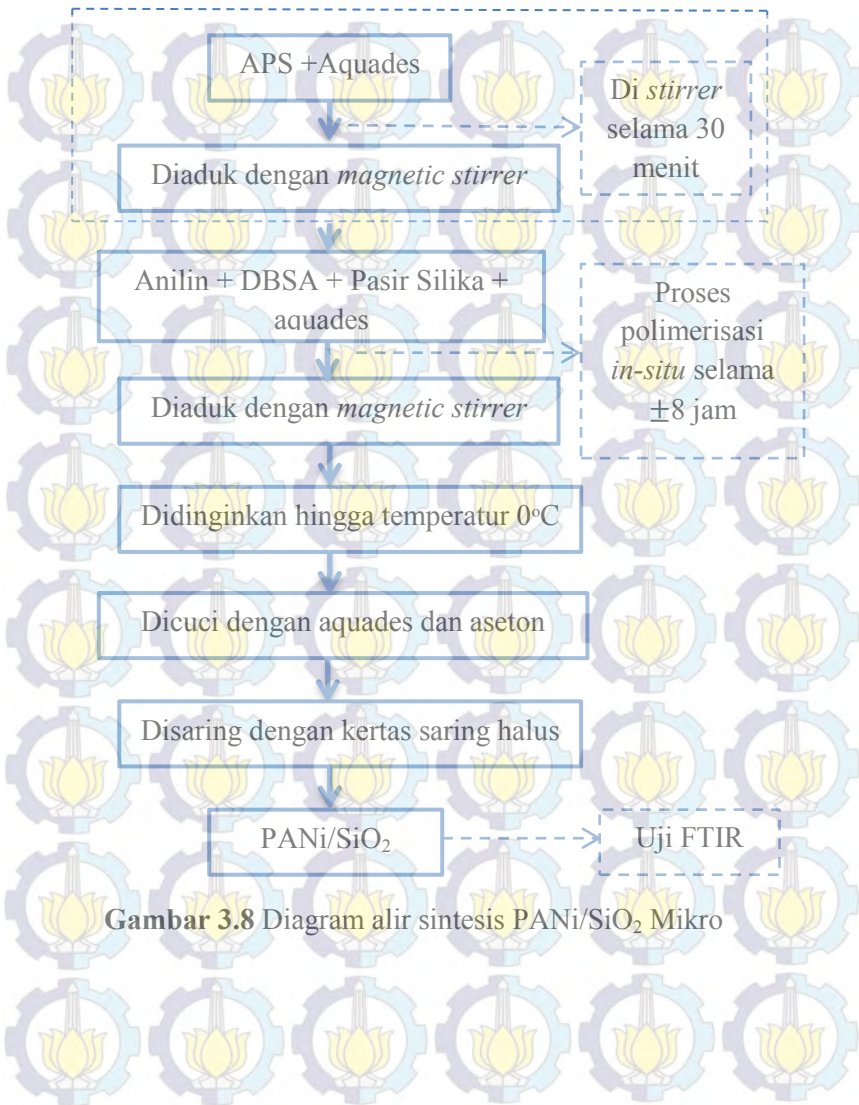 APS +Aquades
Di stirrer
selama 30
menit
Diaduk dengan magnetic stirrer
Anilin + DBSA + Pasir Silika +
aquades
Proses
polimerisasi
in-situ selama
±8 jam
Diaduk dengan magnetic stirrer
Didinginkan hingga temperatur 0°C
Dicuci dengan aquades dan aseton
Disaring dengan kertas saring halus
PANi/SiO₂
Uji FTIR
Gambar 3.8 Diagram alir sintesis PANi/SiO₂ Mikro